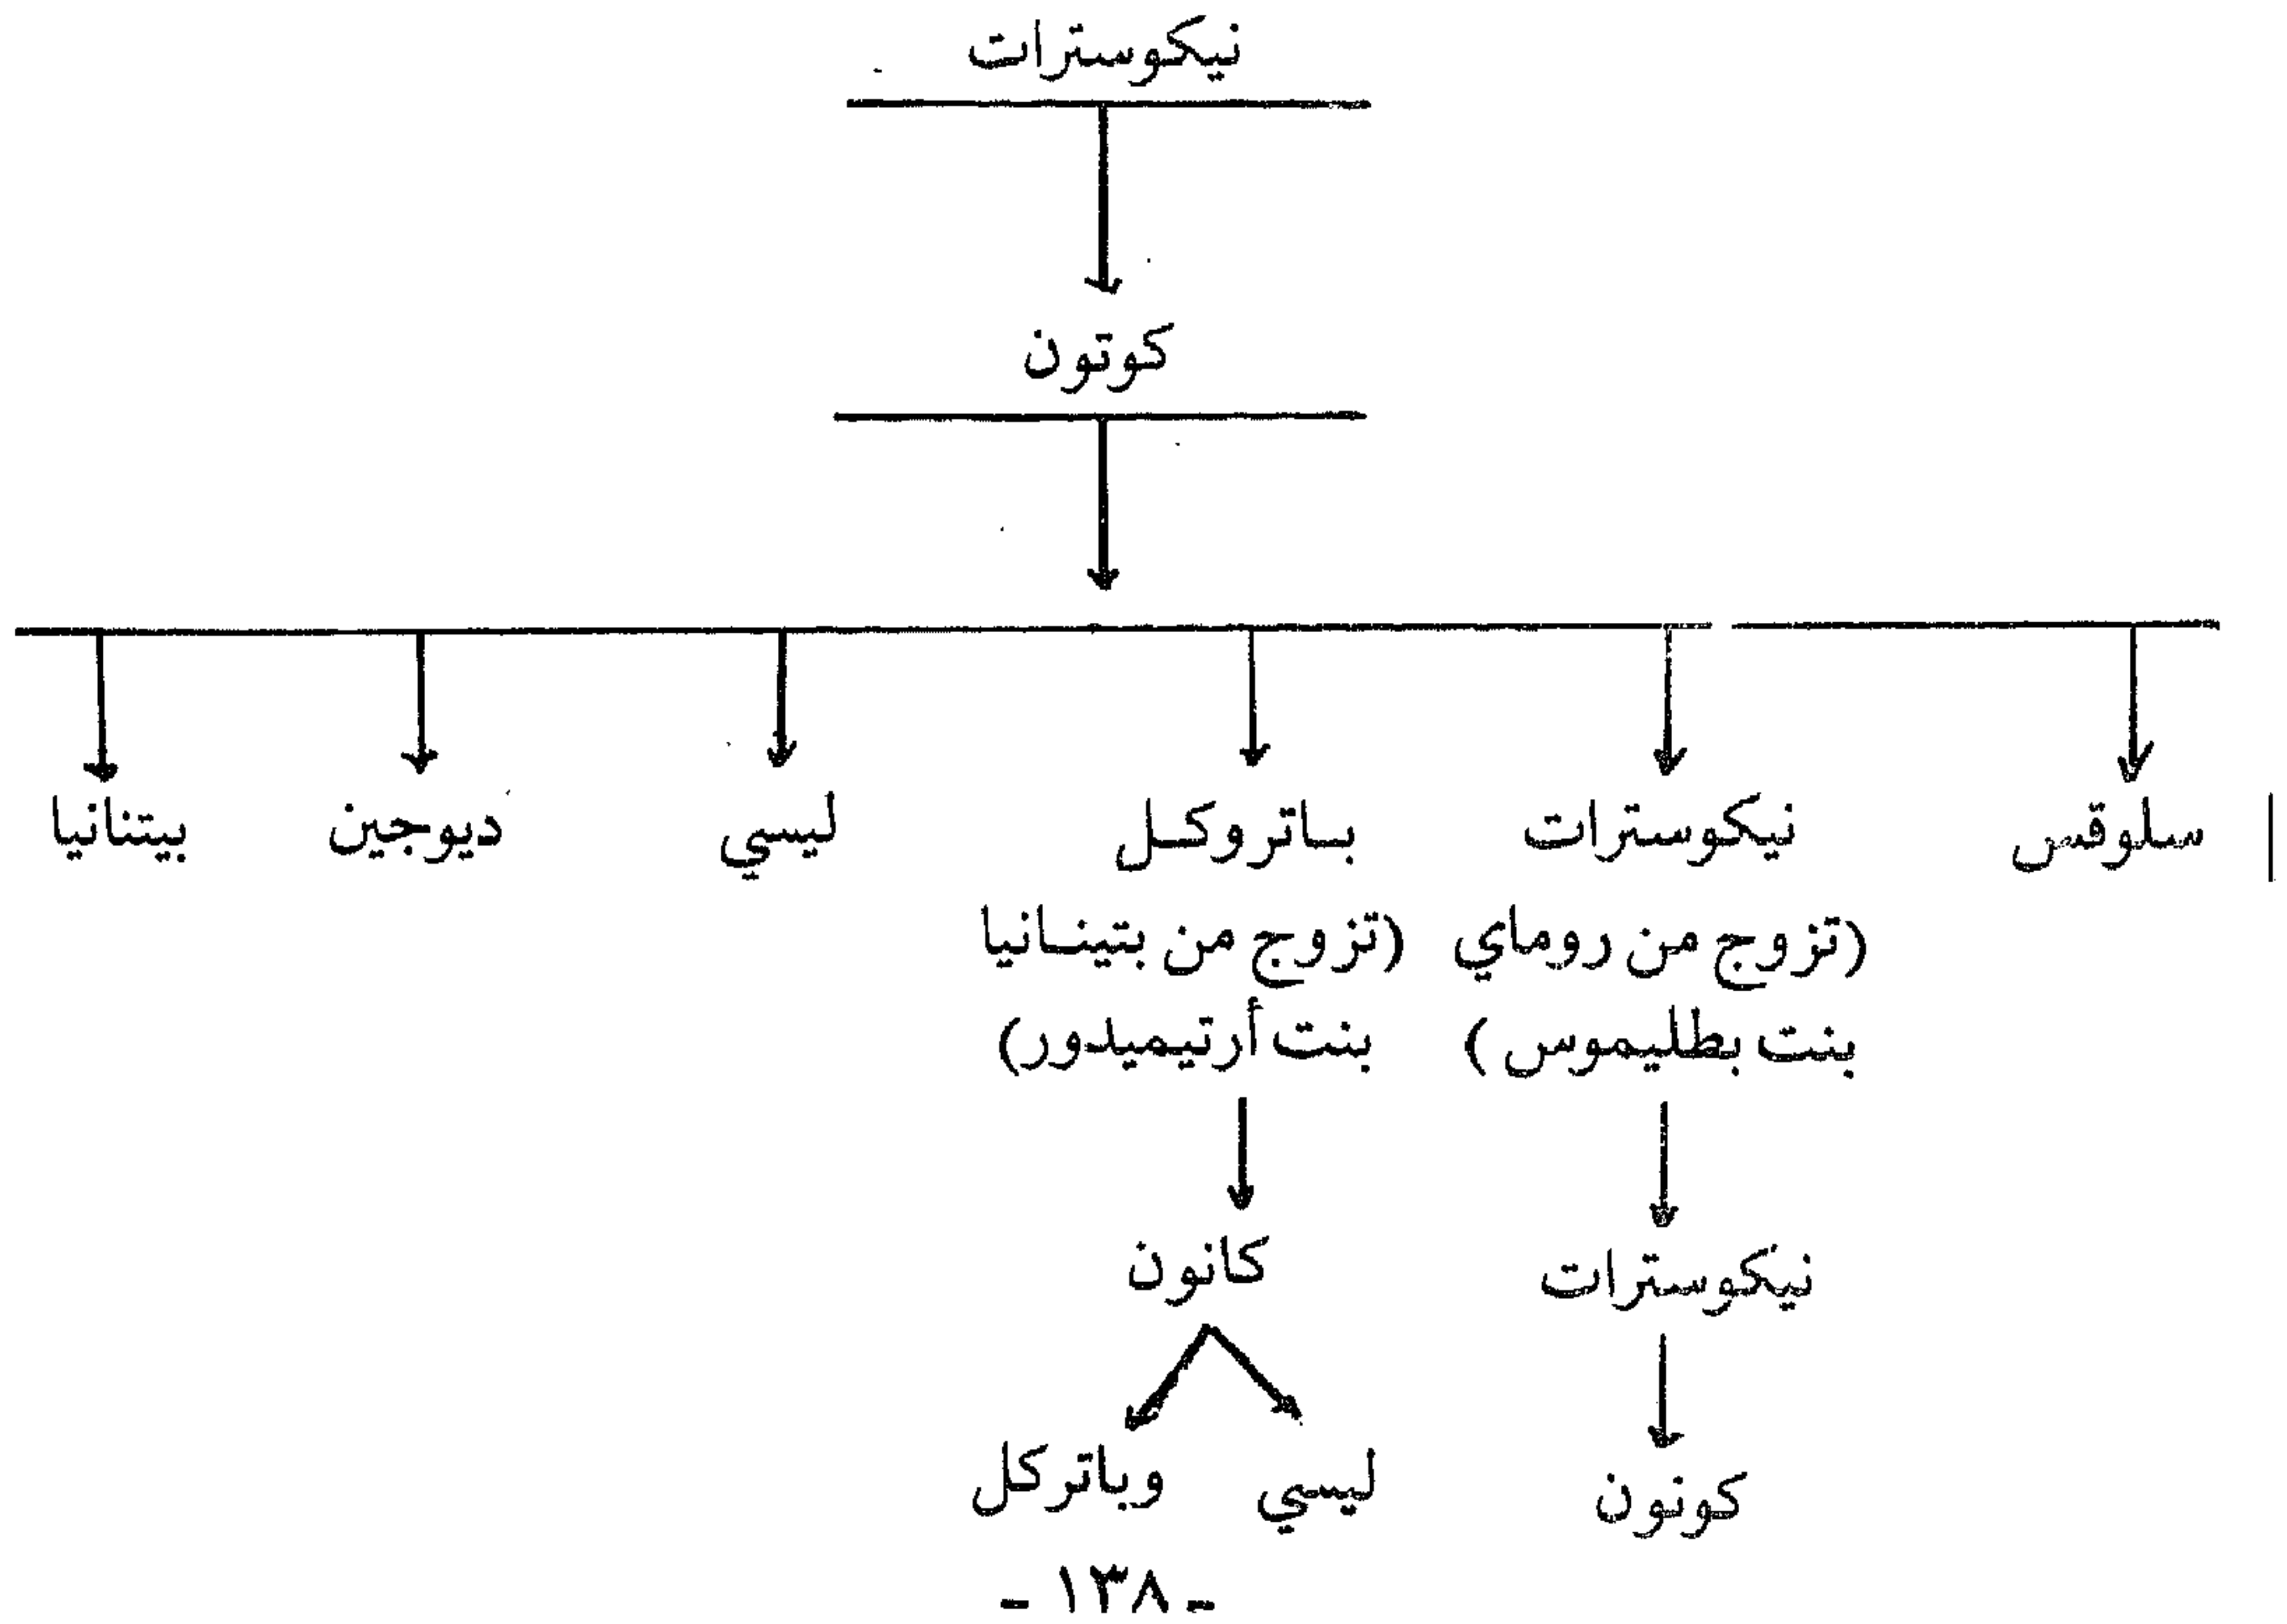 نيكوسترات
كوتون
سلوقس نيكوسترات باتروكل ليسي ديوجين بيتنانيا
(تزوج من روماي (تزوج من بتينانيا
بنت بطليموس) بنت أرتيميدور)
نيكوسترات كانون
كونون ليسي وباتركل
- ١٣٨ -